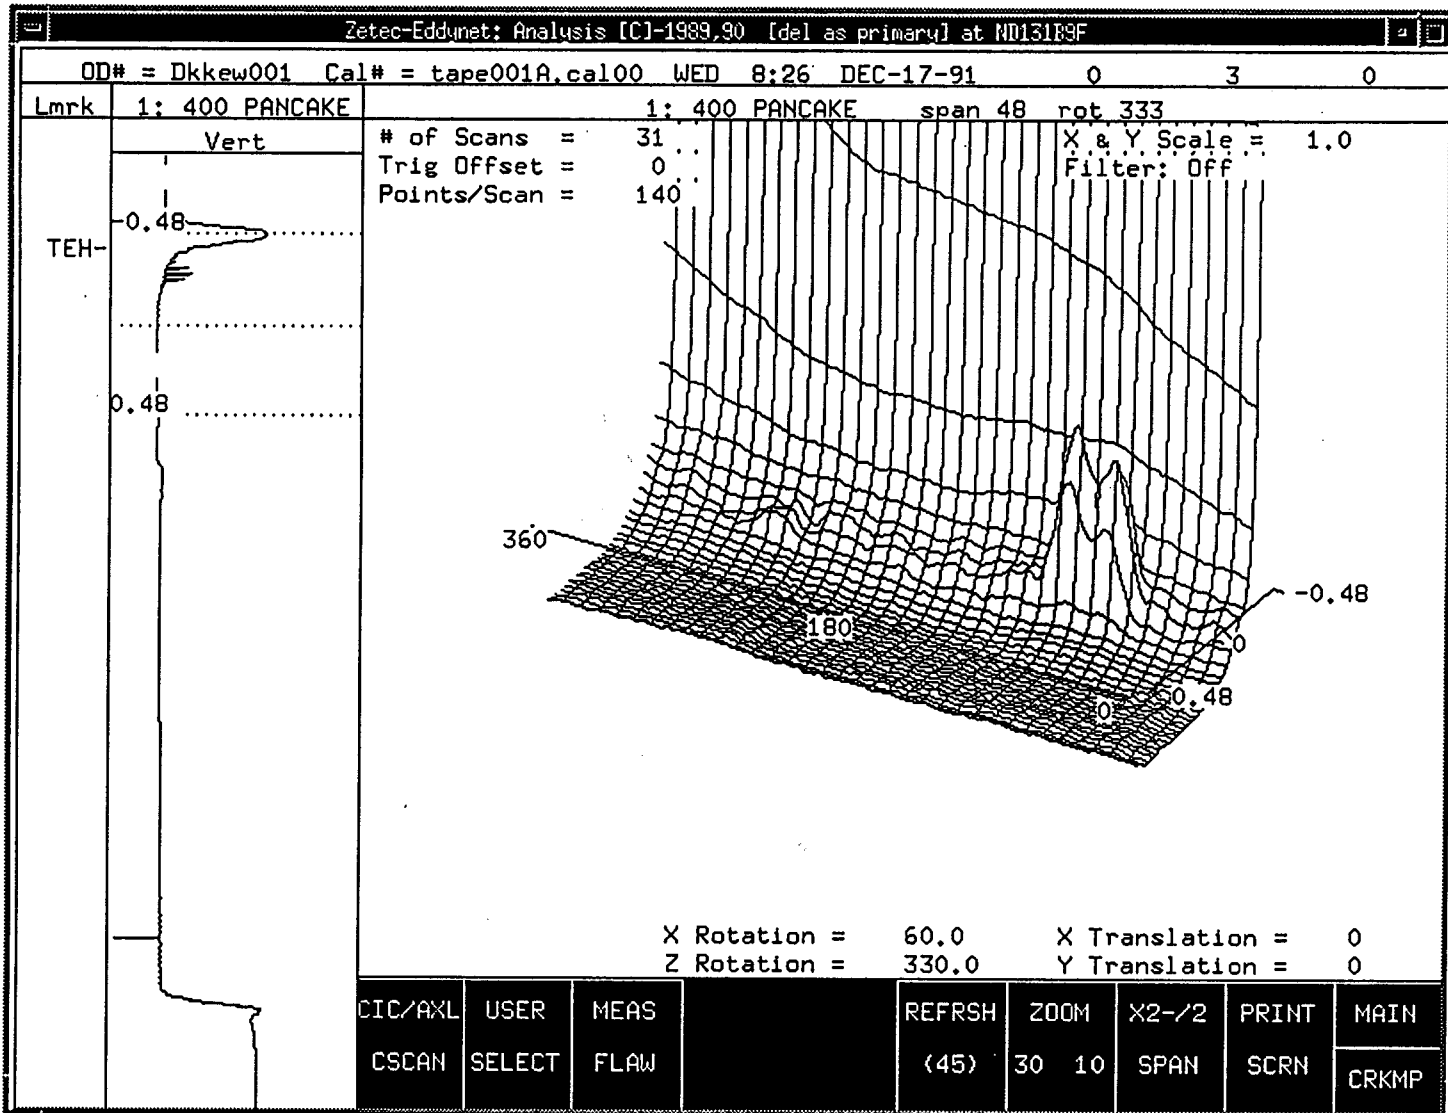 Zetec-Eddynet: Analysis [C]-1989,90 [del as primary] at ND131B9F
OD# = Dkkew001 Cal# = tape001A.cal00 WED 8:26 DEC-17-91 0 3 0
Lmrk 1: 400 PANCAKE 1: 400 PANCAKE span 48 rot 333
Vert
# of Scans = 31
Trig Offset = 0
Points/Scan = 140
X & Y Scale = 1.0
Filter: Off
-0.48
TEH-
0.48
360
180
-0.48
0
0.48
0
X Rotation = 60.0 X Translation = 0
Z Rotation = 330.0 Y Translation = 0
CIC/AXL USER MEAS REFRSH ZOOM X2-/2 PRINT MAIN
CSCAN SELECT FLAW (45) 30 10 SPAN SCRN CRKMP